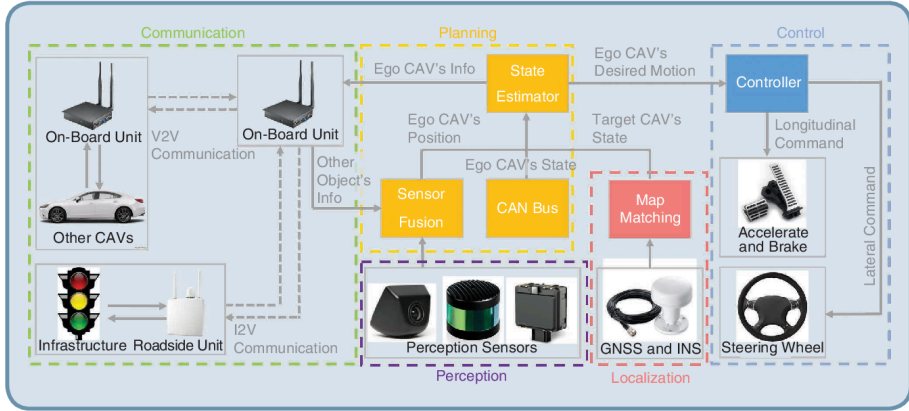 Communication
Planning
Control
Ego CAV's Info
State
Estimator
Ego CAV's
Desired Motion
Controller
On-Board Unit
On-Board Unit
V2V
Communication
Ego CAV's
Position
Target CAV's
State
Longitudinal
Command
Other
Object's
Info
Ego CAV's State
Sensor
Fusion
CAN Bus
Map
Matching
Lateral Command
Other CAVs
Accelerate
and Brake
Infrastructure
Roadside Unit
I2V
Communication
Perception Sensors
GNSS and INS
Steering Wheel
Perception
Localization